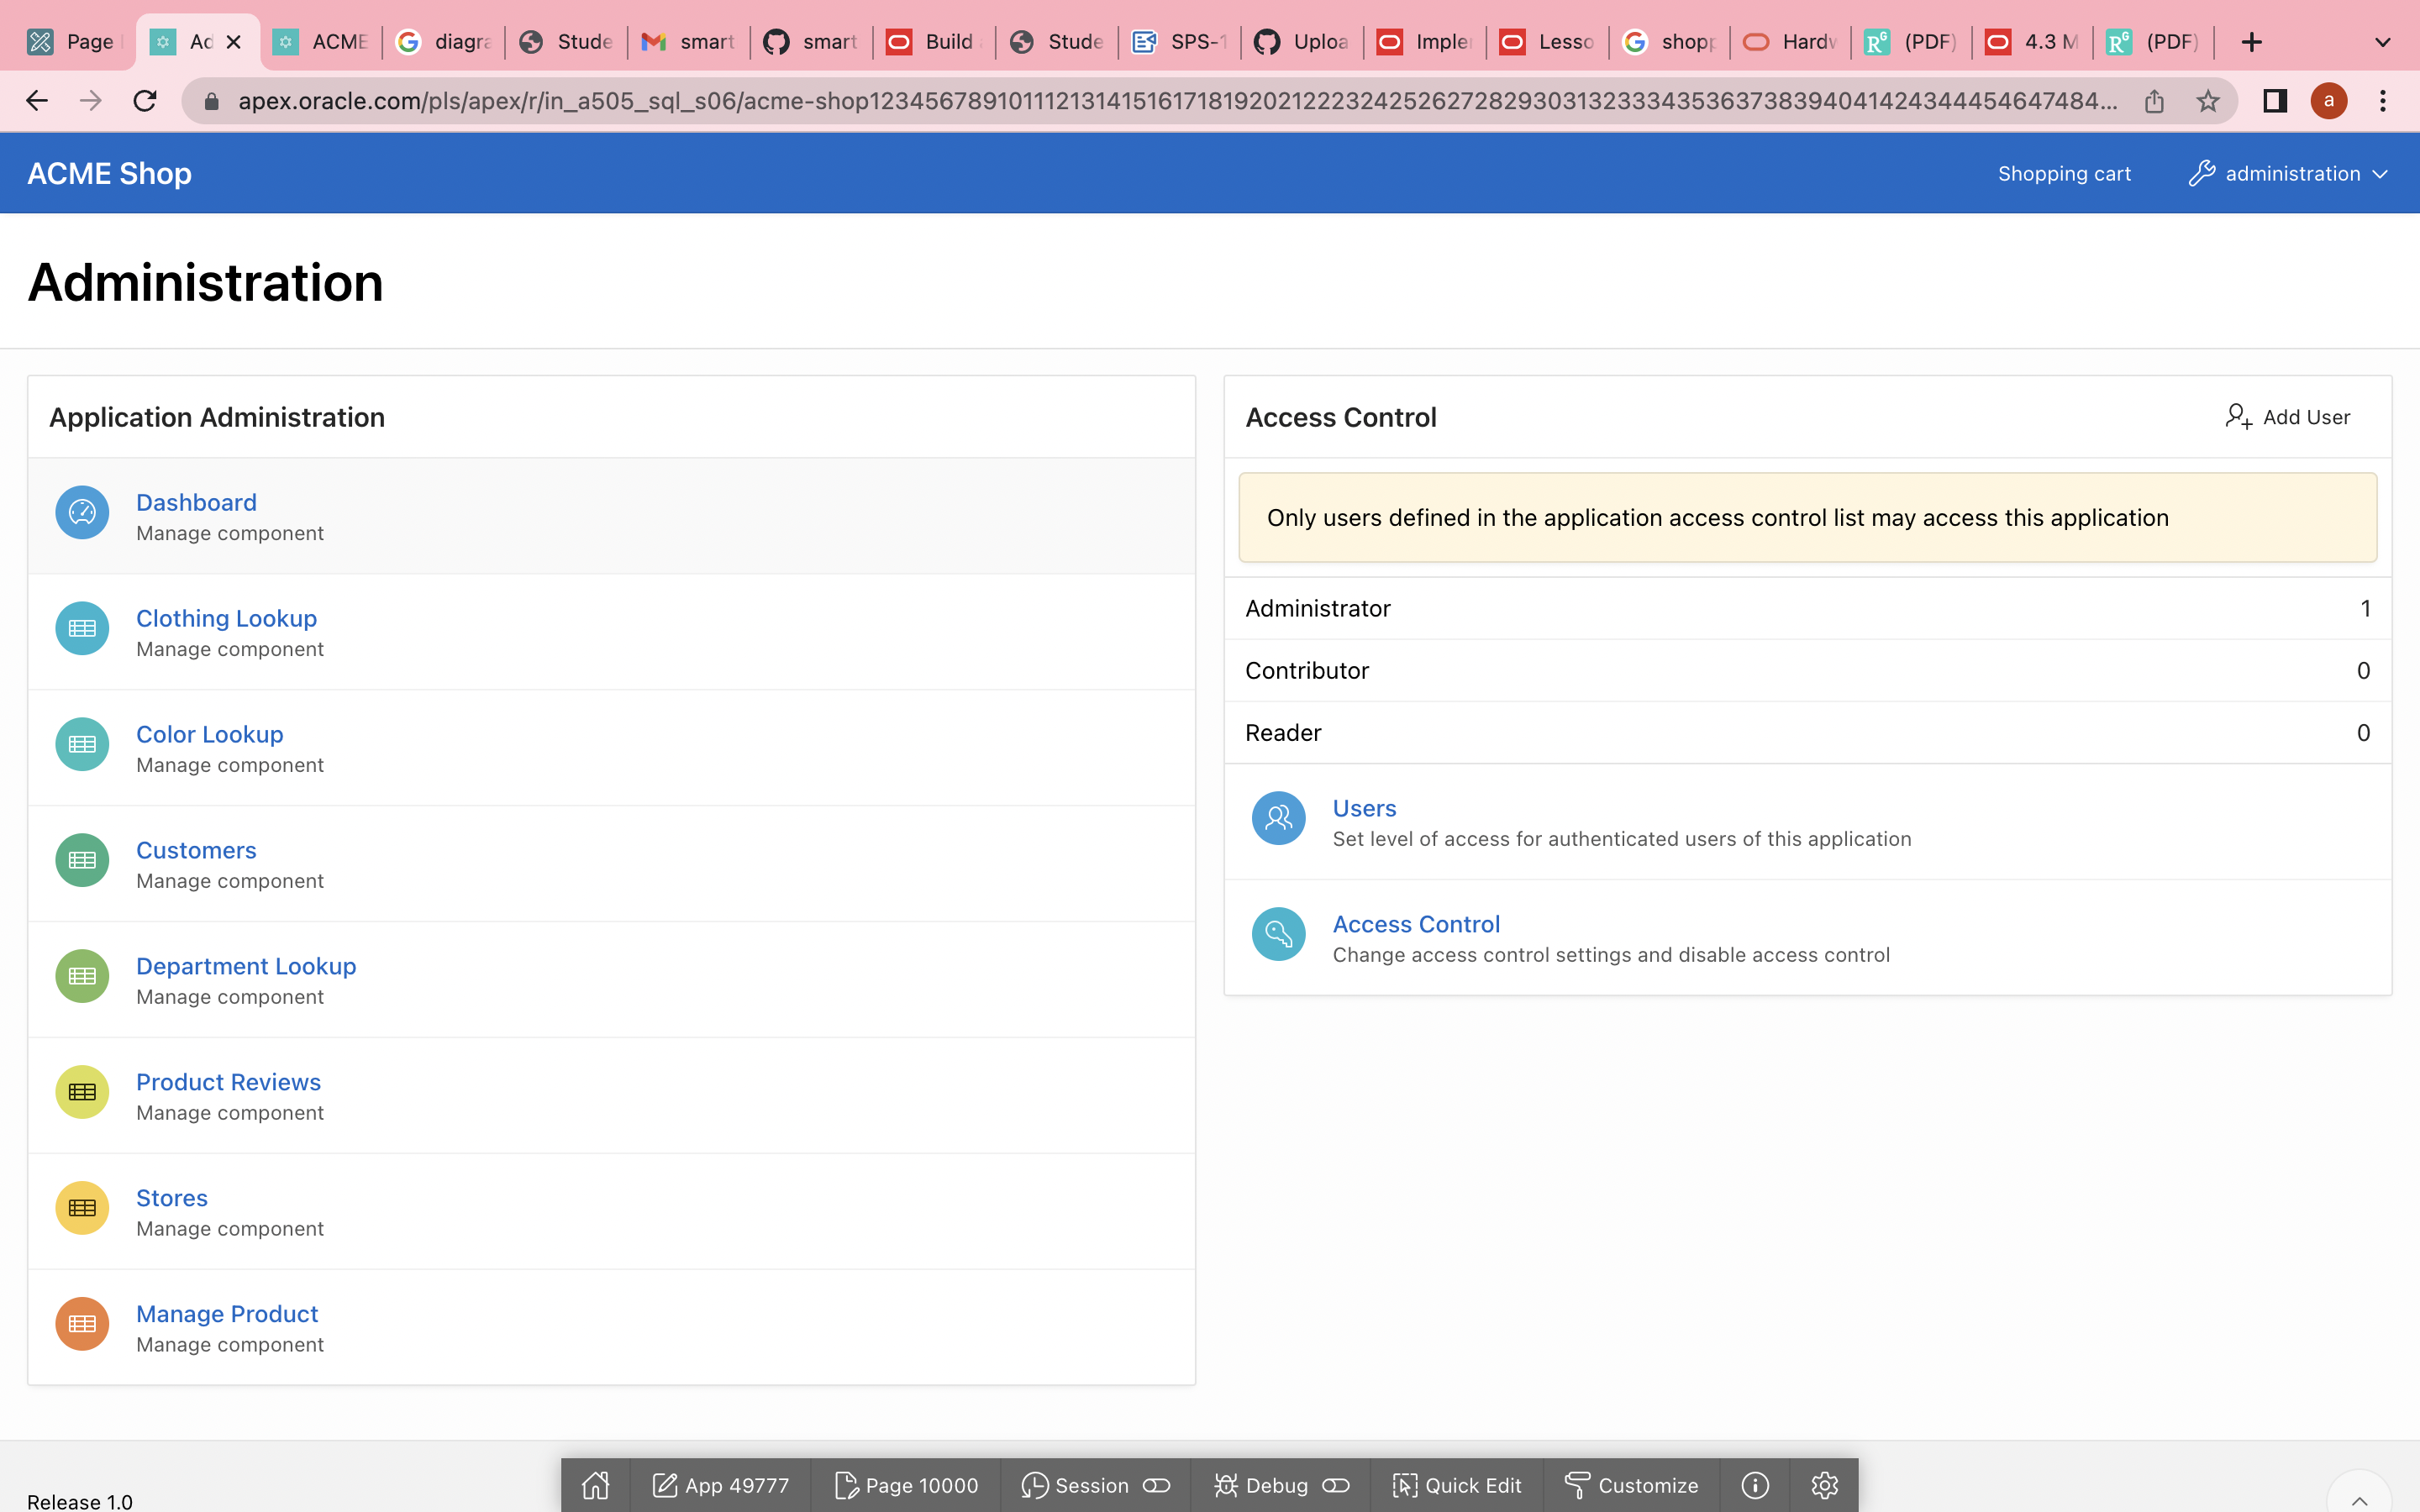 Page
Ad
ACME
diagra
Stude
smart
smart
Build
Stude
SPS-1
Uploa
Imple
Lesso
shopp
Hardw
(PDF)
4.3 M
(PDF)
apex.oracle.com/pls/apex/r/in_a505_sql_s06/acme-shop1234567891011121314151617181920212223242526272829303132333435363738394041424344454647484...
a
ACME Shop
Shopping cart
administration
Administration
Application Administration
Dashboard
Manage component
Clothing Lookup
Manage component
Color Lookup
Manage component
Customers
Manage component
Department Lookup
Manage component
Product Reviews
Manage component
Stores
Manage component
Manage Product
Manage component
Access Control
Add User
Only users defined in the application access control list may access this application
Administrator 1
Contributor 0
Reader 0
Users
Set level of access for authenticated users of this application
Access Control
Change access control settings and disable access control
Release 1.0
App 49777
Page 10000
Session
Debug
Quick Edit
Customize